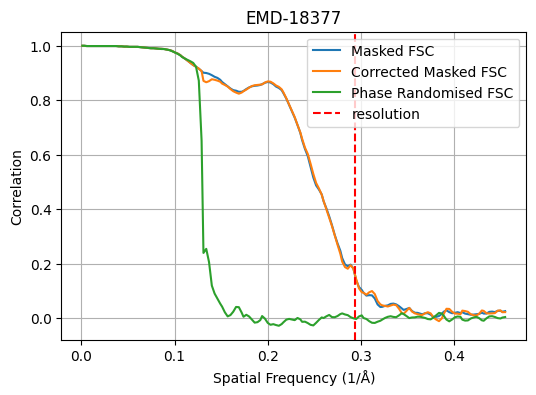 EMD-18377
1.0
0.8
0.6
0.4
0.2
0.0
Correlation
Masked FSC
Corrected Masked FSC
Phase Randomised FSC
resolution
0.0 0.1 0.2 0.3 0.4
Spatial Frequency (1/Å)